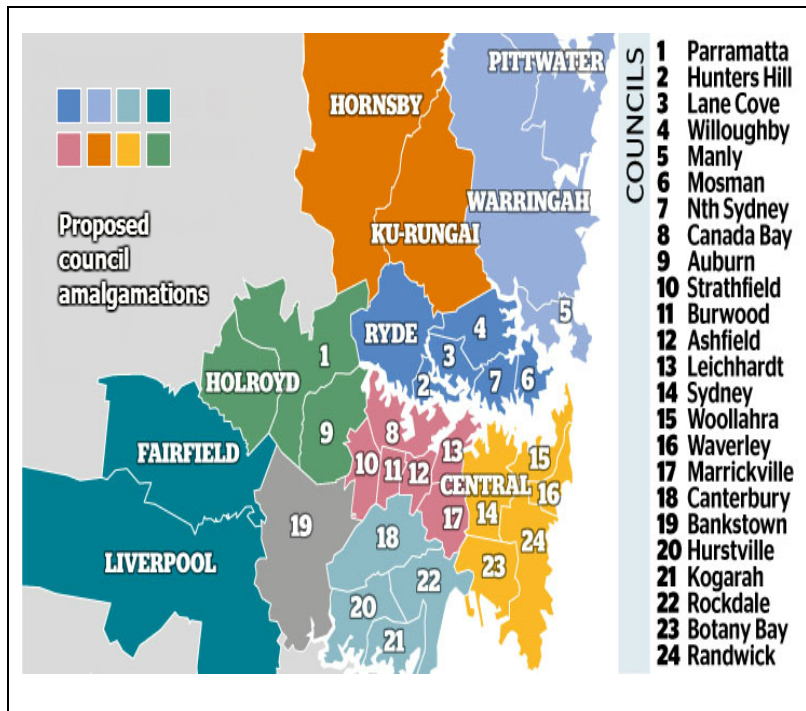 PITTWATER
HORNSBY
WARRINGAH
KU-RUNGAI
Proposed
council
amalgamations
RYDE
4
5
3
1
HOLROYD
2
7
6
9
8
13
FAIRFIELD
10
11
12
15
CENTRAL
16
14
17
19
18
24
LIVERPOOL
22
23
20
21
COUNCILS
1 Parramatta
2 Hunters Hill
3 Lane Cove
4 Willoughby
5 Manly
6 Mosman
7 Nth Sydney
8 Canada Bay
9 Auburn
10 Strathfield
11 Burwood
12 Ashfield
13 Leichhardt
14 Sydney
15 Woollahra
16 Waverley
17 Marrickville
18 Canterbury
19 Bankstown
20 Hurstville
21 Kogarah
22 Rockdale
23 Botany Bay
24 Randwick